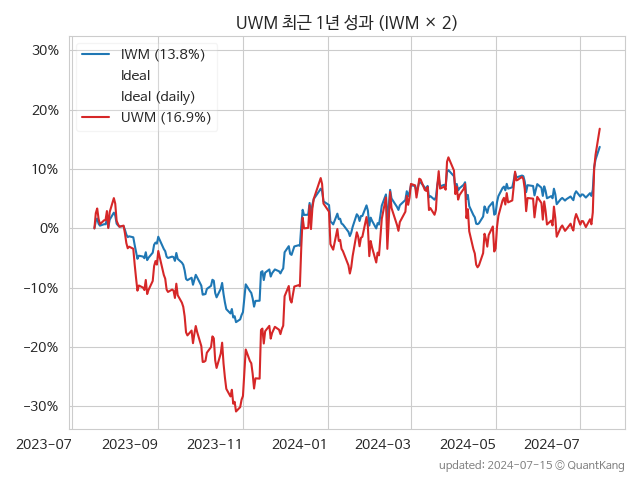 UWM 최근 1년 성과 (IWM × 2)
IWM (13.8%)
Ideal
Ideal (daily)
UWM (16.9%)
30%
20%
10%
0%
−10%
−20%
−30%
2023-07 2023-09 2023-11 2024-01 2024-03 2024-05 2024-07
updated: 2024-07-15 © QuantKang